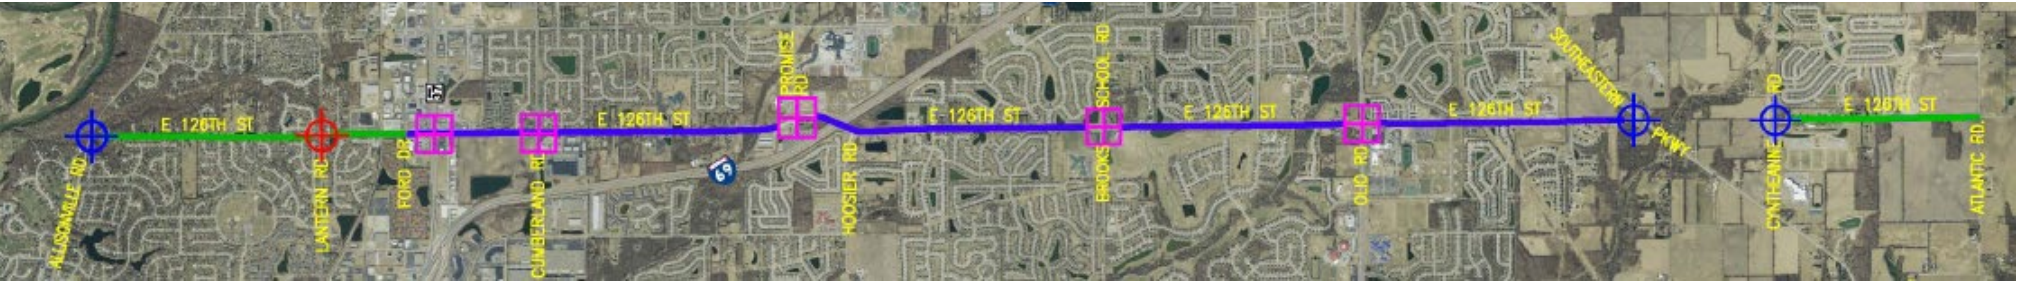 ALLISONVILLE RD
E 126TH ST
LANTERN RD
FORD DR
37
CUMBERLAND RD
E 126TH ST
PROMISE
RD
69
HOOSIER RD
E 126TH ST
BROOKS SCHOOL RD
E 126TH ST
OLIO RD
E 126TH ST
SOUTHEASTERN
PKWY
CYNTHEANNE RD
E 126TH ST
ATLANTIC RD